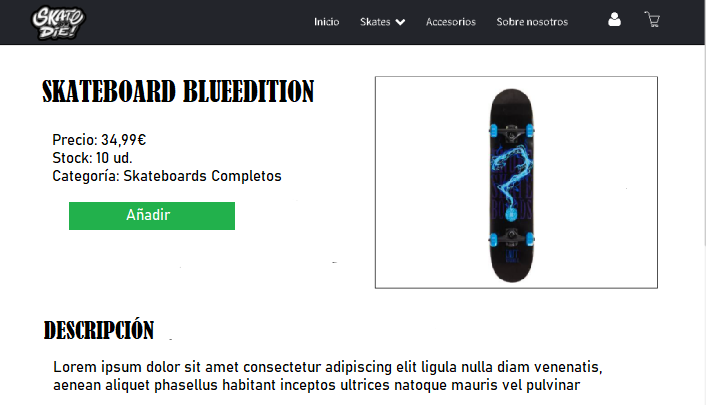 SKATE
DIE!
Inicio Skates Accesorios Sobre nosotros
SKATEBOARD BLUEEDITION
Precio: 34,99€
Stock: 10 ud.
Categoría: Skateboards Completos
Añadir
DESCRIPCIÓN
Lorem ipsum dolor sit amet consectetur adipiscing elit ligula nulla diam venenatis,
aenean aliquet phasellus habitant inceptos ultrices natoque mauris vel pulvinar